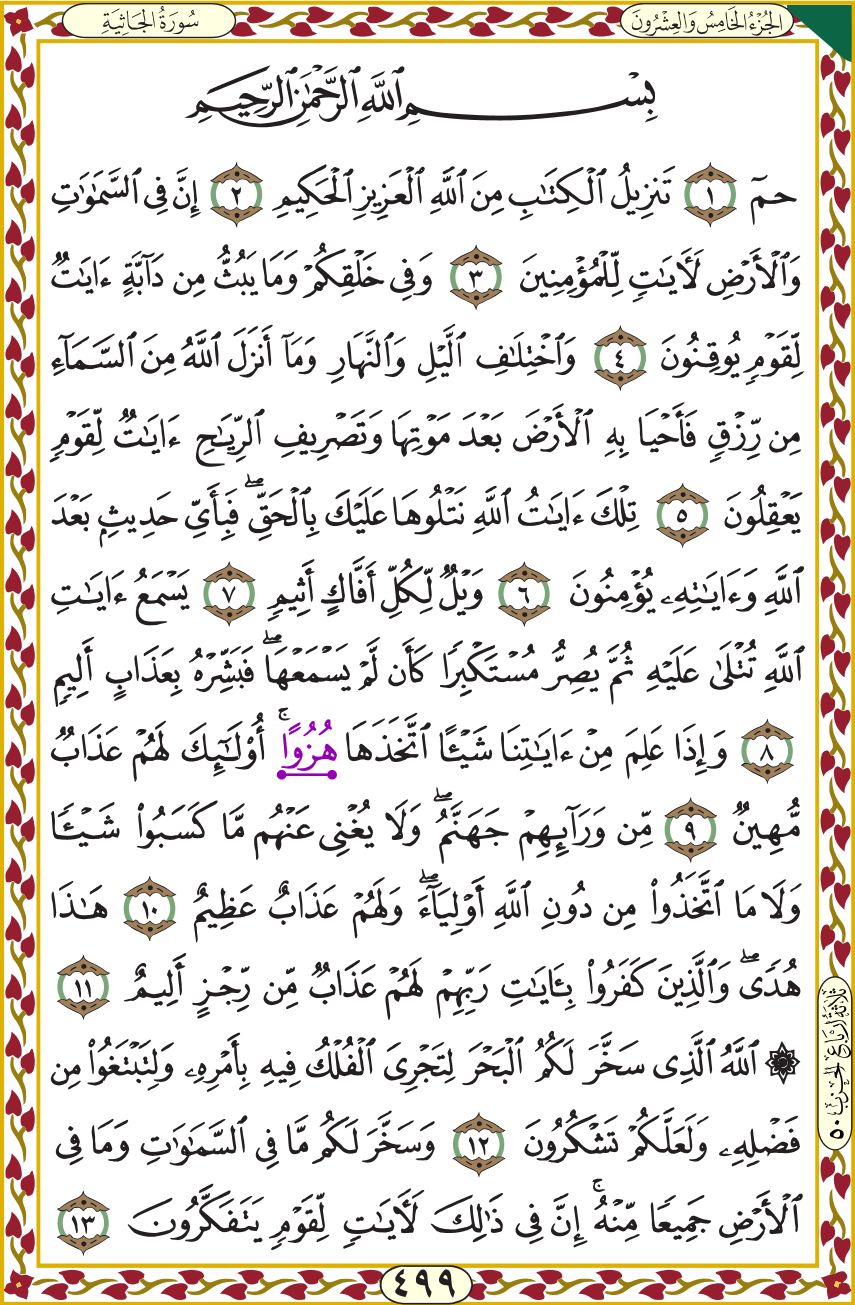 الجُزْءُ الخَامِسُ وَالعِشْرُونَ
سُورَةُ الجَاثِيَةِ
بِسْمِ ٱللَّهِ ٱلرَّحْمَٰنِ ٱلرَّحِيمِ
حمٓ ١ تَنزِيلُ ٱلْكِتَٰبِ مِنَ ٱللَّهِ ٱلْعَزِيزِ ٱلْحَكِيمِ ٢ إِنَّ فِى ٱلسَّمَٰوَٰتِ
وَٱلْأَرْضِ لَأَيَٰتٍ لِّلْمُؤْمِنِينَ ٣ وَفِى خَلْقِكُمْ وَمَا يَبُثُّ مِن دَآبَّةٍ ءَايَٰتٌ
لِّقَوْمٍ يُوقِنُونَ ٤ وَٱخْتِلَٰفِ ٱلَّيْلِ وَٱلنَّهَارِ وَمَآ أَنزَلَ ٱللَّهُ مِنَ ٱلسَّمَآءِ
مِن رِّزْقٍ فَأَحْيَا بِهِ ٱلْأَرْضَ بَعْدَ مَوْتِهَا وَتَصْرِيفِ ٱلرِّيَٰحِ ءَايَٰتٌ لِّقَوْمٍ
يَعْقِلُونَ ٥ تِلْكَ ءَايَٰتُ ٱللَّهِ نَتْلُوهَا عَلَيْكَ بِٱلْحَقِّۖ فَبِأَىِّ حَدِيثٍۭ بَعْدَ
ٱللَّهِ وَءَايَٰتِهِۦ يُؤْمِنُونَ ٦ وَيْلٌ لِّكُلِّ أَفَّاكٍ أَثِيمٍ ٧ يَسْمَعُ ءَايَٰتِ
ٱللَّهِ تُتْلَىٰ عَلَيْهِ ثُمَّ يُصِرُّ مُسْتَكْبِرًا كَأَن لَّمْ يَسْمَعْهَاۖ فَبَشِّرْهُ بِعَذَابٍ أَلِيمٍ
٨ وَإِذَا عَلِمَ مِنْ ءَايَٰتِنَا شَيْـًٔا ٱتَّخَذَهَا هُزُوًاۚ أُوْلَٰٓئِكَ لَهُمْ عَذَابٌ
مُّهِينٌ ٩ مِّن وَرَآئِهِمْ جَهَنَّمُۖ وَلَا يُغْنِى عَنْهُم مَّا كَسَبُواْ شَيْـًٔا
وَلَا مَا ٱتَّخَذُواْ مِن دُونِ ٱللَّهِ أَوْلِيَآءَۖ وَلَهُمْ عَذَابٌ عَظِيمٌ ١٠ هَٰذَا
هُدًىۖ وَٱلَّذِينَ كَفَرُواْ بِـَٔايَٰتِ رَبِّهِمْ لَهُمْ عَذَابٌ مِّن رِّجْزٍ أَلِيمٌ ١١
۞ ٱللَّهُ ٱلَّذِى سَخَّرَ لَكُمُ ٱلْبَحْرَ لِتَجْرِىَ ٱلْفُلْكُ فِيهِ بِأَمْرِهِۦ وَلِتَبْتَغُواْ مِن
فَضْلِهِۦ وَلَعَلَّكُمْ تَشْكُرُونَ ١٢ وَسَخَّرَ لَكُم مَّا فِى ٱلسَّمَٰوَٰتِ وَمَا فِى
ٱلْأَرْضِ جَمِيعًا مِّنْهُۚ إِنَّ فِى ذَٰلِكَ لَأَيَٰتٍ لِّقَوْمٍ يَتَفَكَّرُونَ ١٣
ثَلَاثَةُ أَرْبَاعِ الحِزْبِ ٥٠
٤٩٩